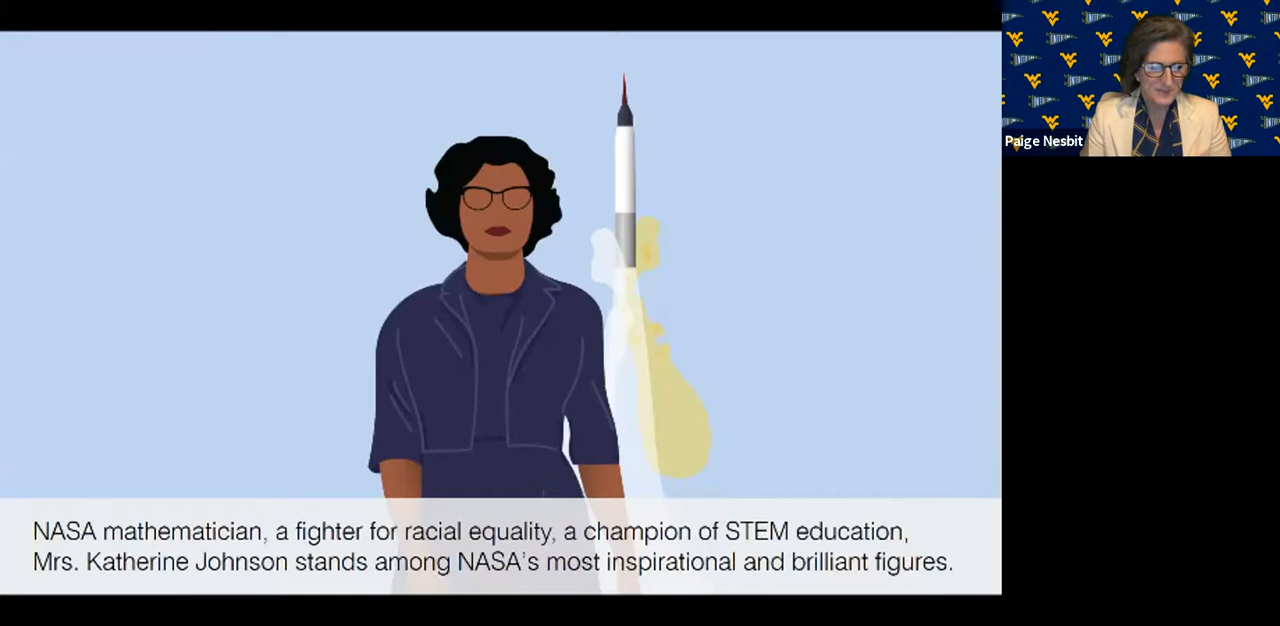 Paige Nesbit
NASA mathematician, a fighter for racial equality, a champion of STEM education,
Mrs. Katherine Johnson stands among NASA's most inspirational and brilliant figures.